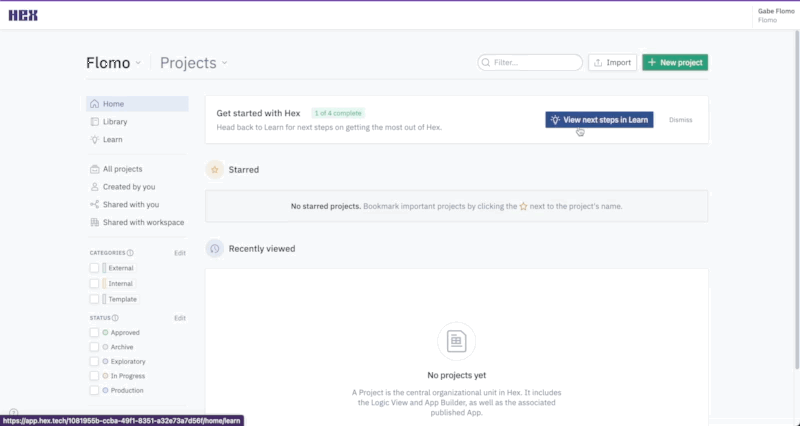 HEX
Gabe Flomo
Flomo
Flomo
Projects
Filter...
Import
+ New project
Home
Library
Learn
All projects
Created by you
Shared with you
Shared with workspace
CATEGORIES
Edit
External
Internal
Template
STATUS
Edit
Approved
Archive
Exploratory
In Progress
Production
Get started with Hex
1 of 4 complete
Head back to Learn for next steps on getting the most out of Hex.
View next steps in Learn
Dismiss
Starred
No starred projects. Bookmark important projects by clicking the ☆ next to the project's name.
Recently viewed
No projects yet
A Project is the central organizational unit in Hex. It includes
the Logic View and App Builder, as well as the associated
published App.
https://app.hex.tech/1081955b-ccba-49f1-8351-a32e73a7d56f/home/learn